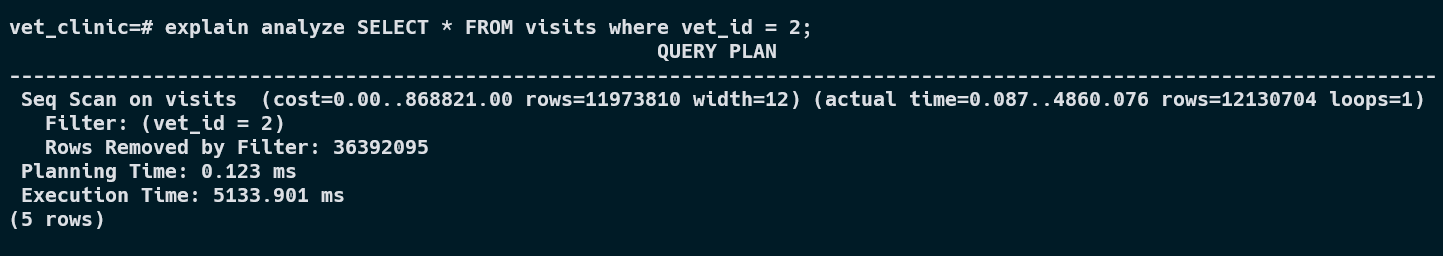 vet_clinic=# explain analyze SELECT * FROM visits where vet_id = 2;
QUERY PLAN
-----------------------------------------------------------------------------------------------------------------------
Seq Scan on visits  (cost=0.00..868821.00 rows=11973810 width=12) (actual time=0.087..4860.076 rows=12130704 loops=1)
Filter: (vet_id = 2)
Rows Removed by Filter: 36392095
Planning Time: 0.123 ms
Execution Time: 5133.901 ms
(5 rows)